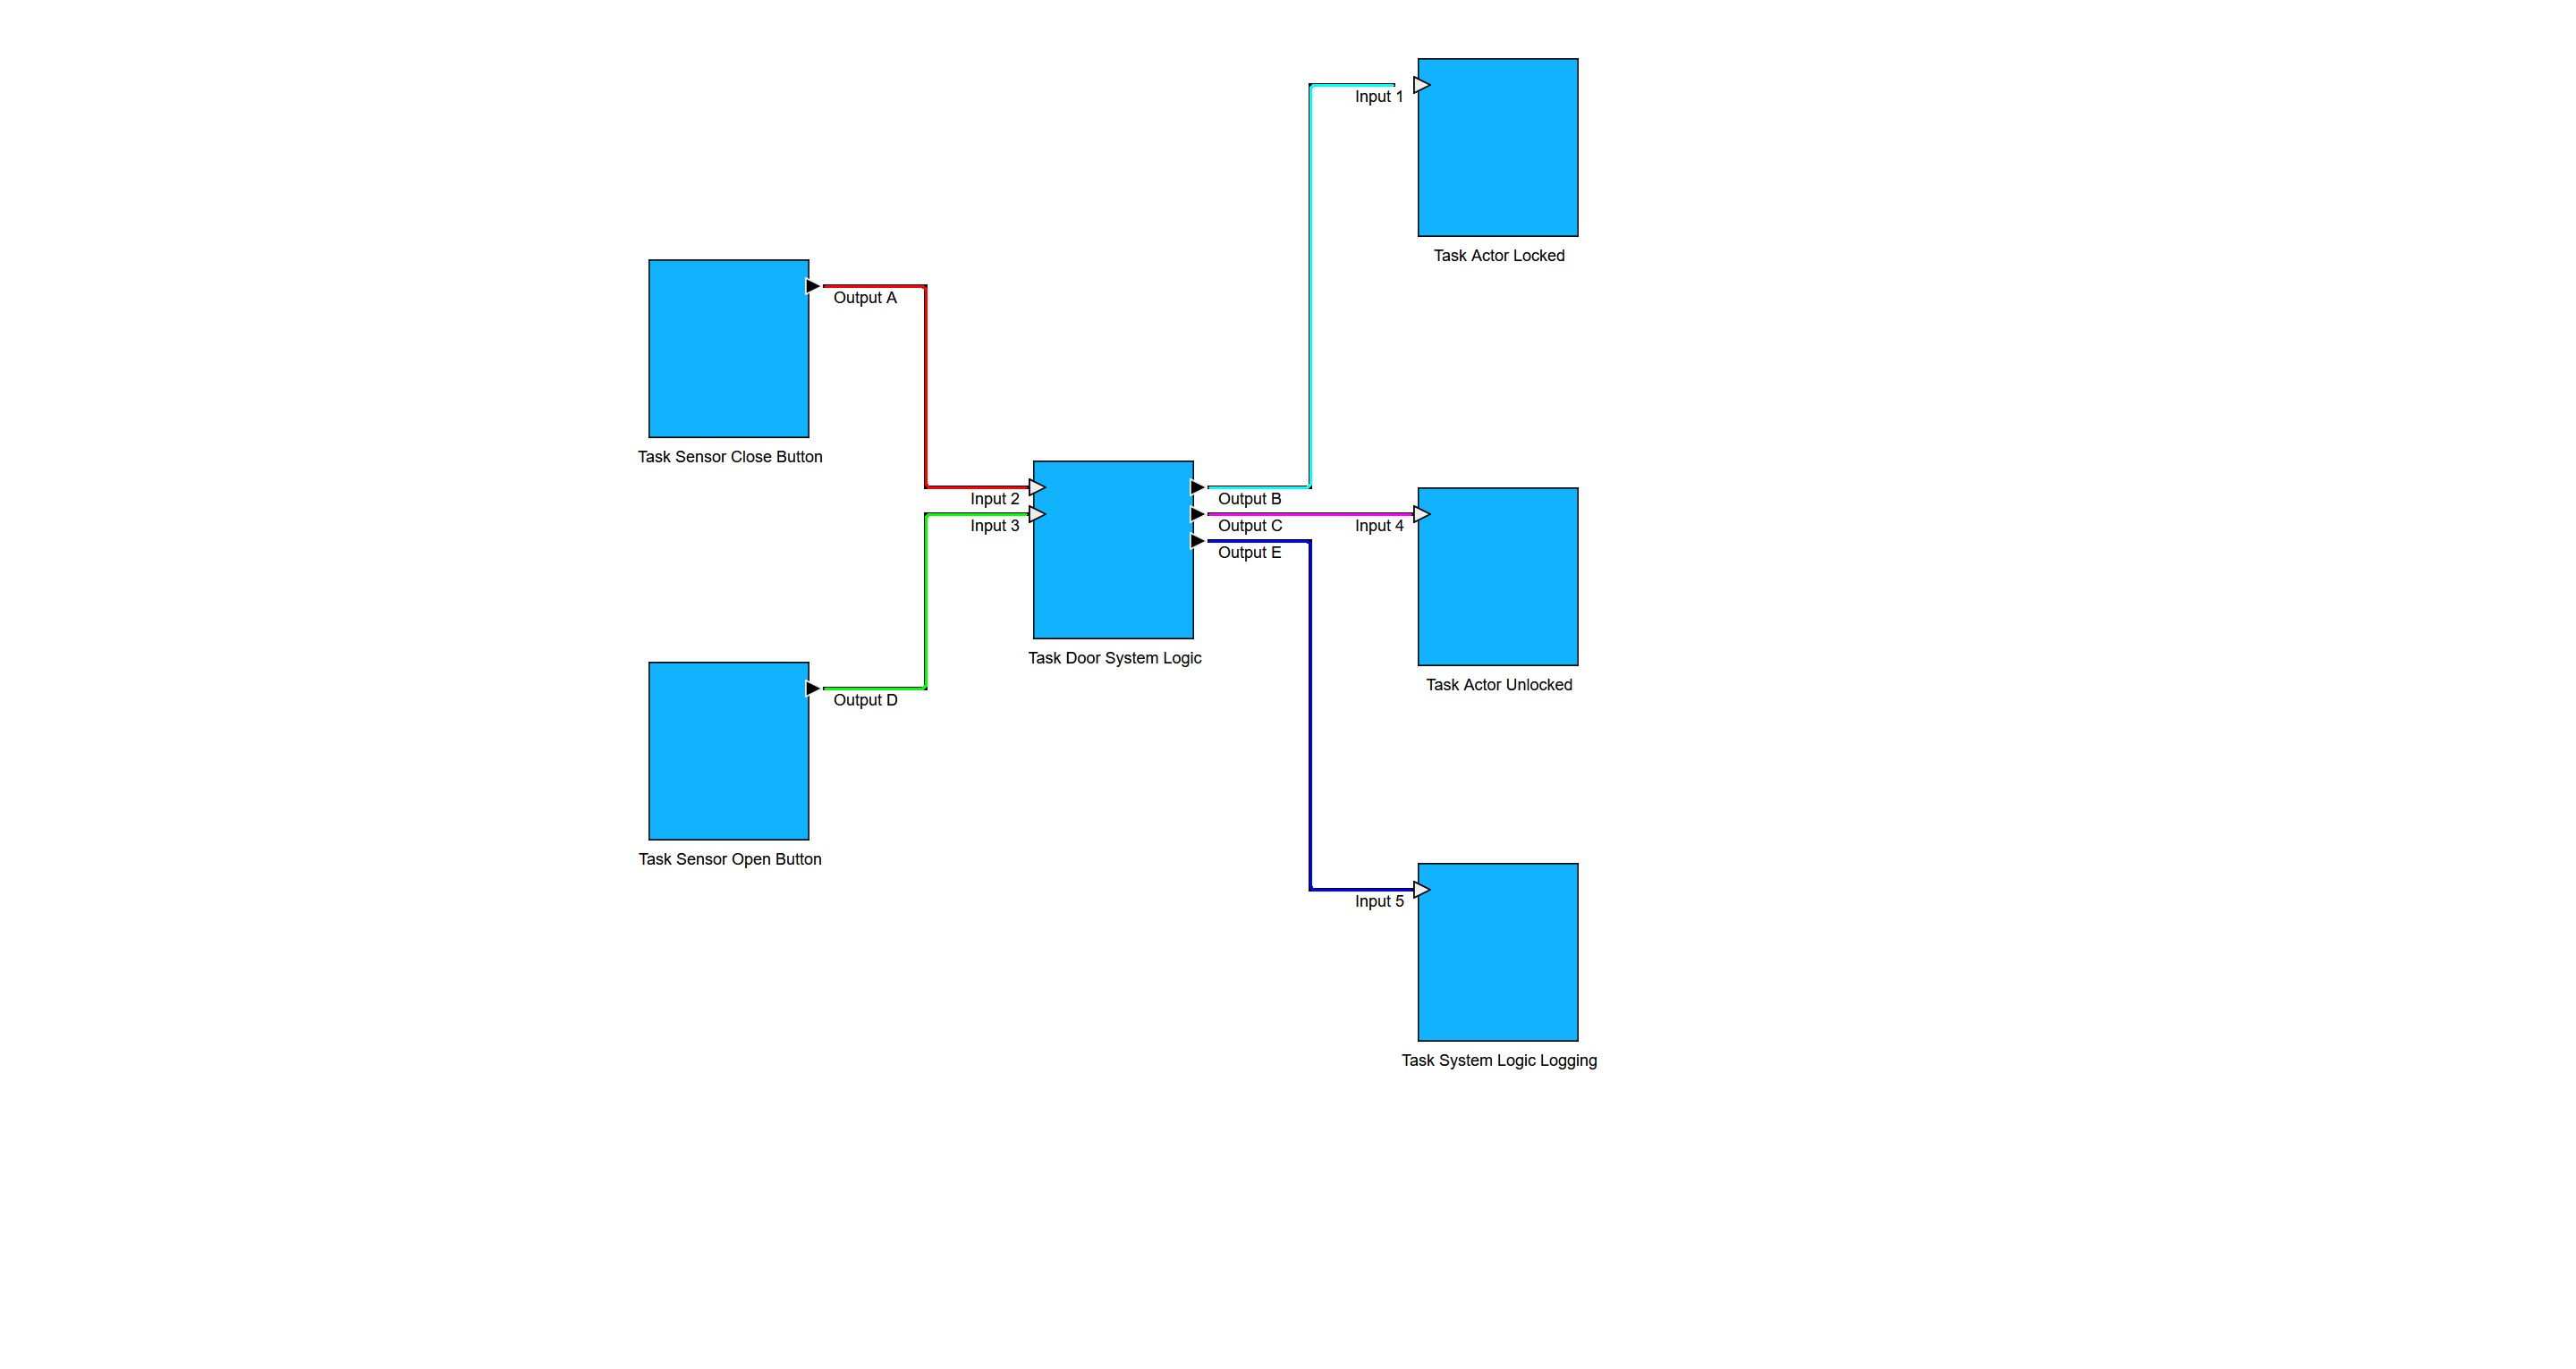 Input 1
Task Actor Locked
Output A
Task Sensor Close Button
Input 2
Output B
Input 3
Output C
Input 4
Output E
Task Door System Logic
Task Actor Unlocked
Output D
Task Sensor Open Button
Input 5
Task System Logic Logging